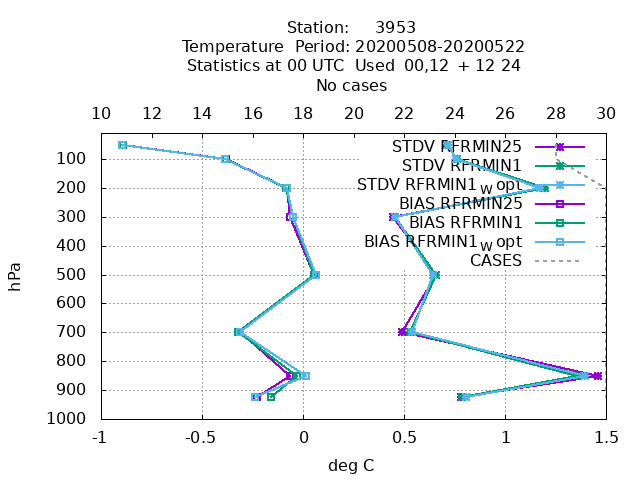 Station: 3953
Temperature Period: 20200508-20200522
Statistics at 00 UTC Used 00,12 + 12 24
No cases
10 12 14 16 18 20 22 24 26 28 30
STDV RFRMIN25
STDV RFRMIN1
STDV RFRMIN1w opt
BIAS RFRMIN25
BIAS RFRMIN1
BIAS RFRMIN1w opt
CASES
hPa
100
200
300
400
500
600
700
800
900
1000
-1 -0.5 0 0.5 1 1.5
deg C